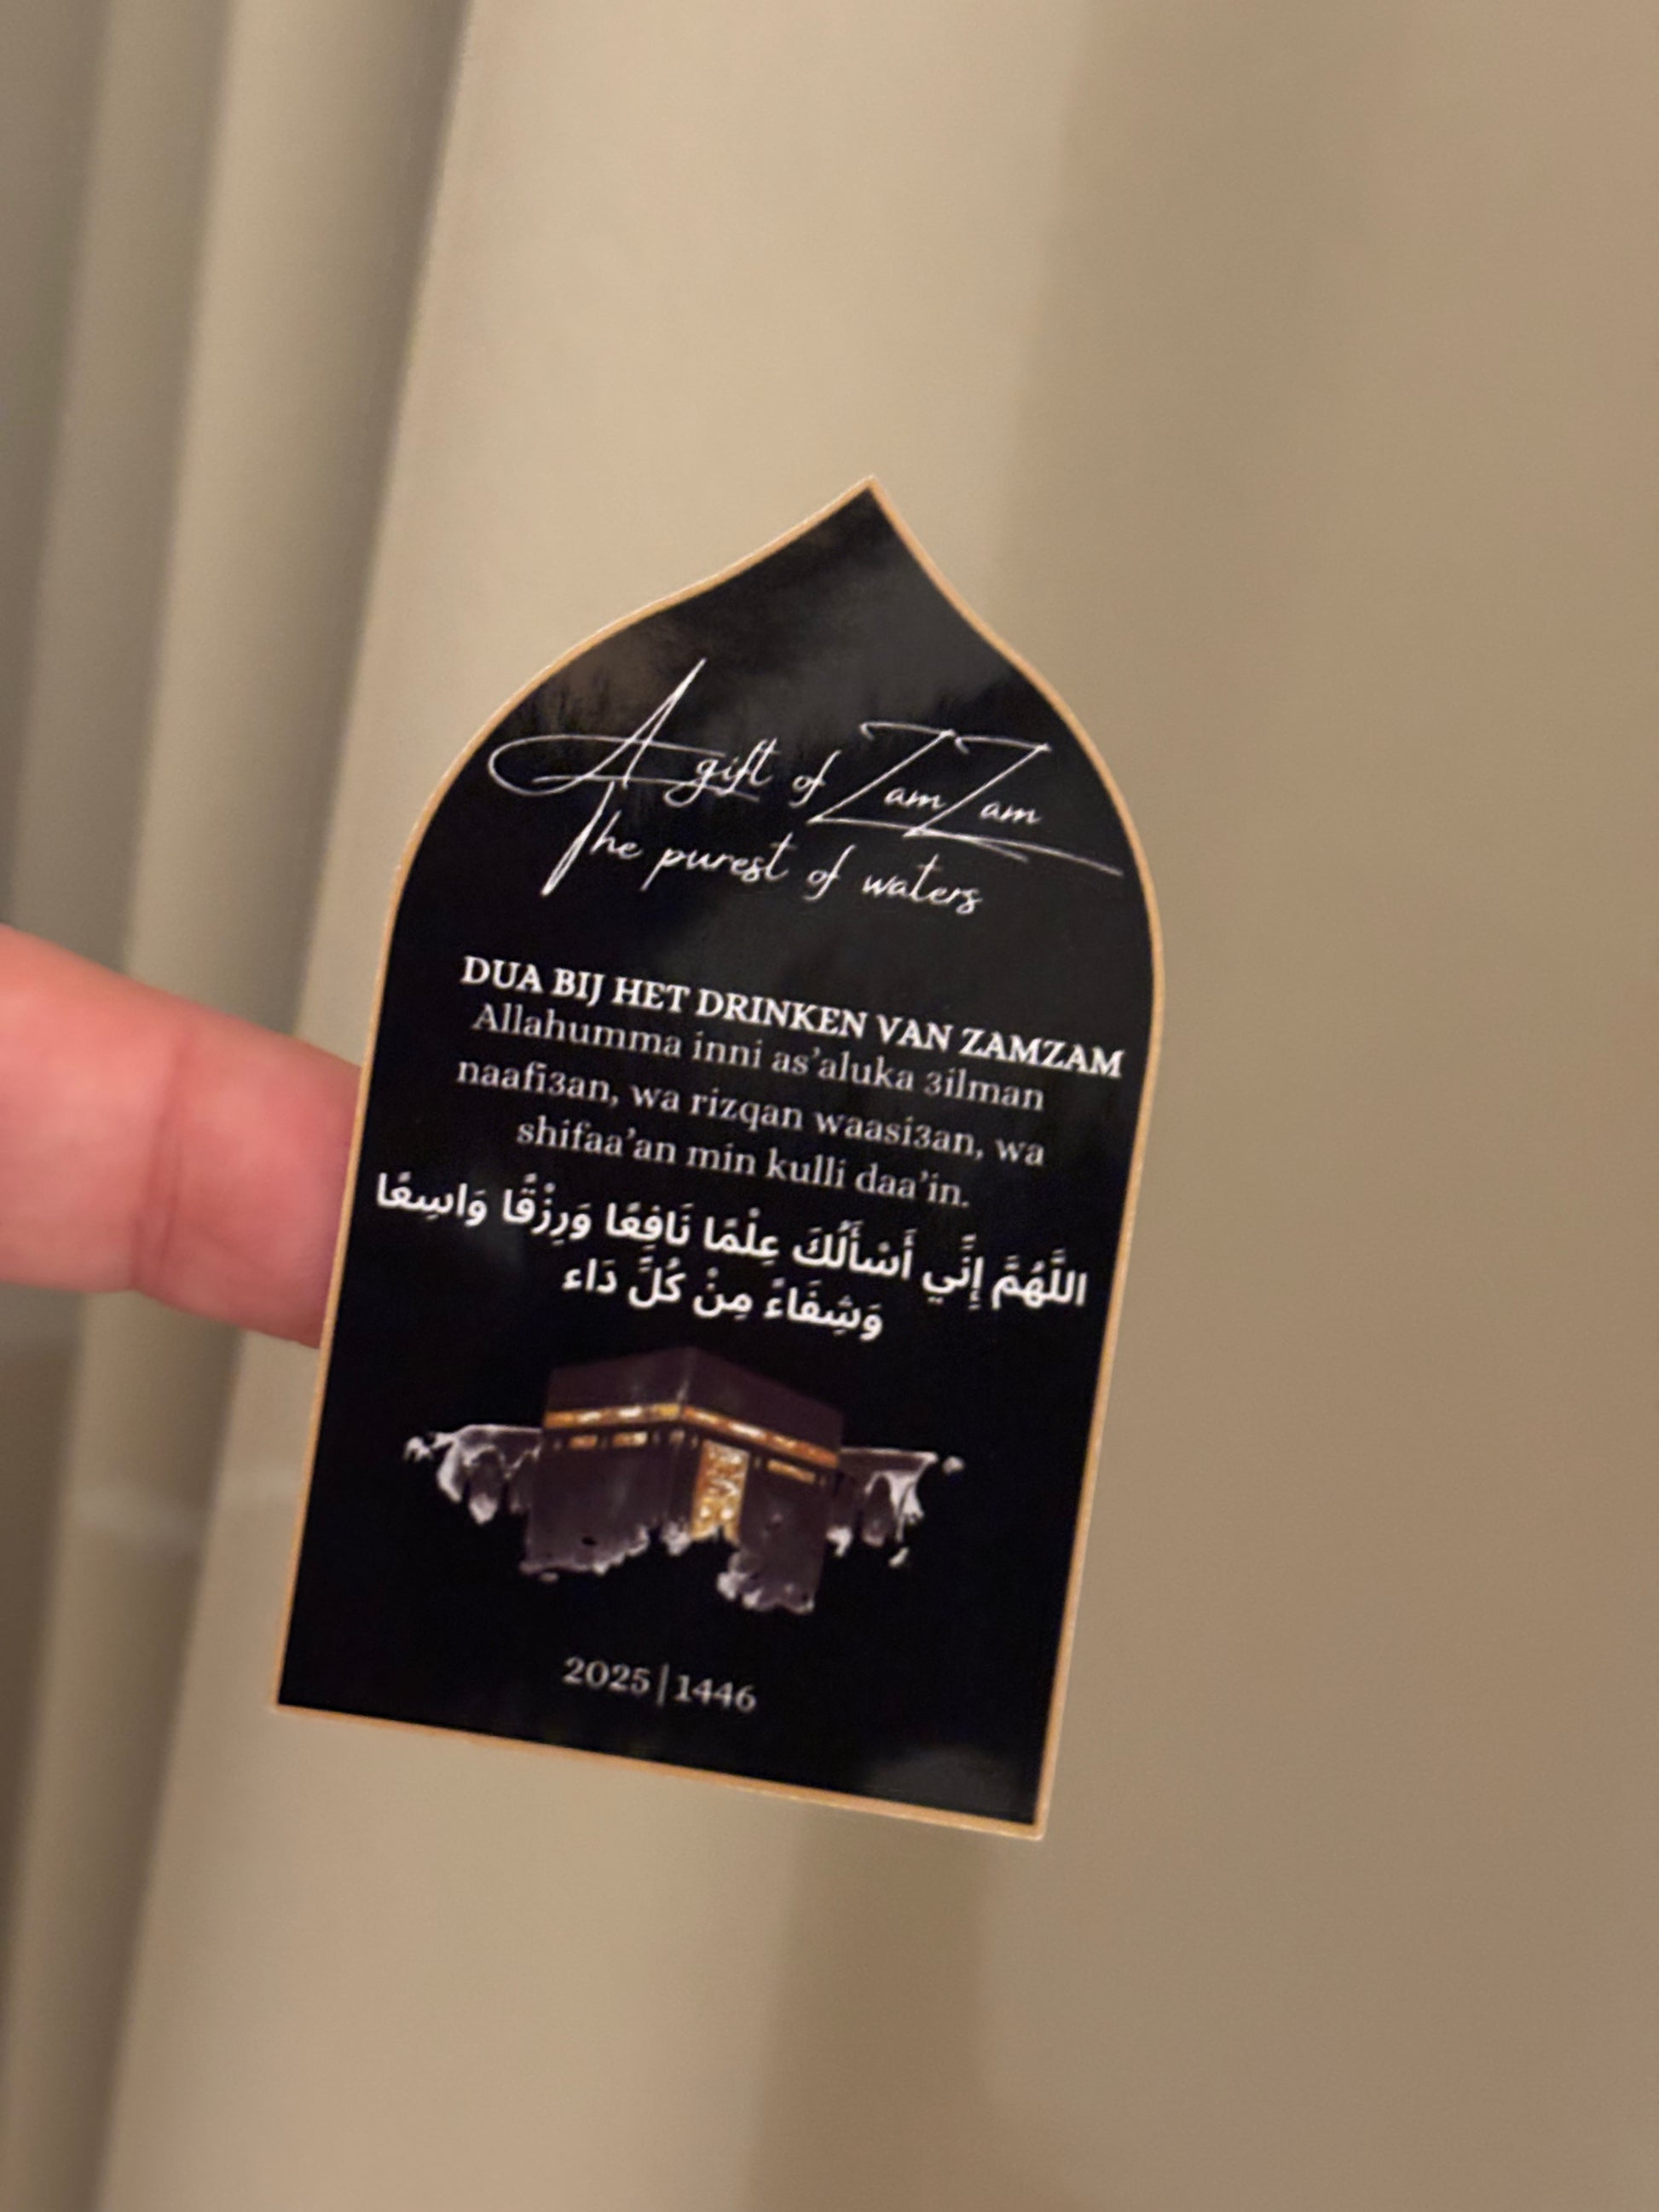 A gift of ZamZam
The purest of waters
DUA BIJ HET DRINKEN VAN ZAMZAM
Allahumma inni as’aluka 3ilman
naafi3an, wa rizqan waasi3an, wa
shifaa’an min kulli daa’in.
اللَّهُمَّ إِنِّي أَسْأَلُكَ عِلْمًا نَافِعًا وَرِزْقًا وَاسِعًا
وَشِفَاءً مِنْ كُلِّ دَاء
2025|1446